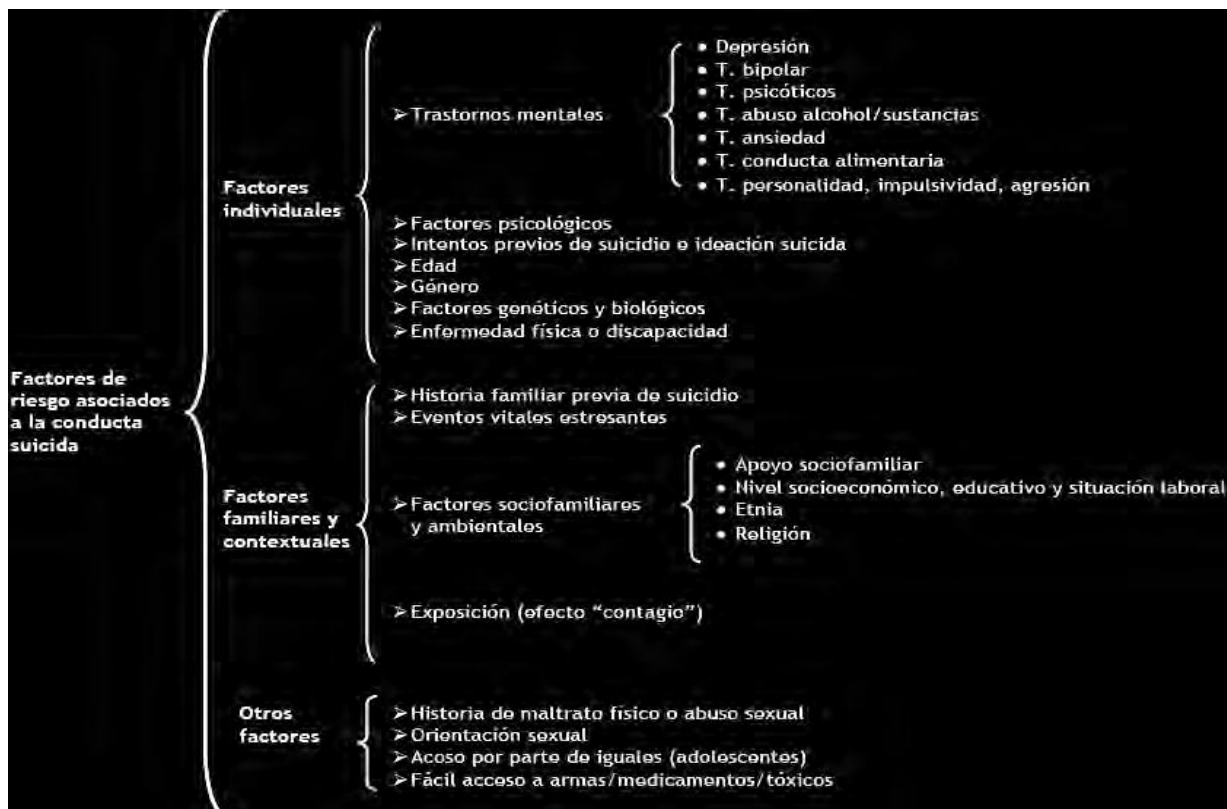 Factores de
riesgo asociados
a la conducta
suicida
Factores
individuales
➢ Trastornos mentales
• Depresión
• T. bipolar
• T. psicóticos
• T. abuso alcohol/sustancias
• T. ansiedad
• T. conducta alimentaria
• T. personalidad, impulsividad, agresión
➢ Factores psicológicos
➢ Intentos previos de suicidio e ideación suicida
➢ Edad
➢ Género
➢ Factores genéticos y biológicos
➢ Enfermedad física o discapacidad
Factores
familiares y
contextuales
➢ Historia familiar previa de suicidio
➢ Eventos vitales estresantes
➢ Factores sociofamiliares
y ambientales
• Apoyo sociofamiliar
• Nivel socioeconómico, educativo y situación laboral
• Etnia
• Religión
➢ Exposición (efecto “contagio”)
Otros
factores
➢ Historia de maltrato físico o abuso sexual
➢ Orientación sexual
➢ Acoso por parte de iguales (adolescentes)
➢ Fácil acceso a armas/medicamentos/tóxicos